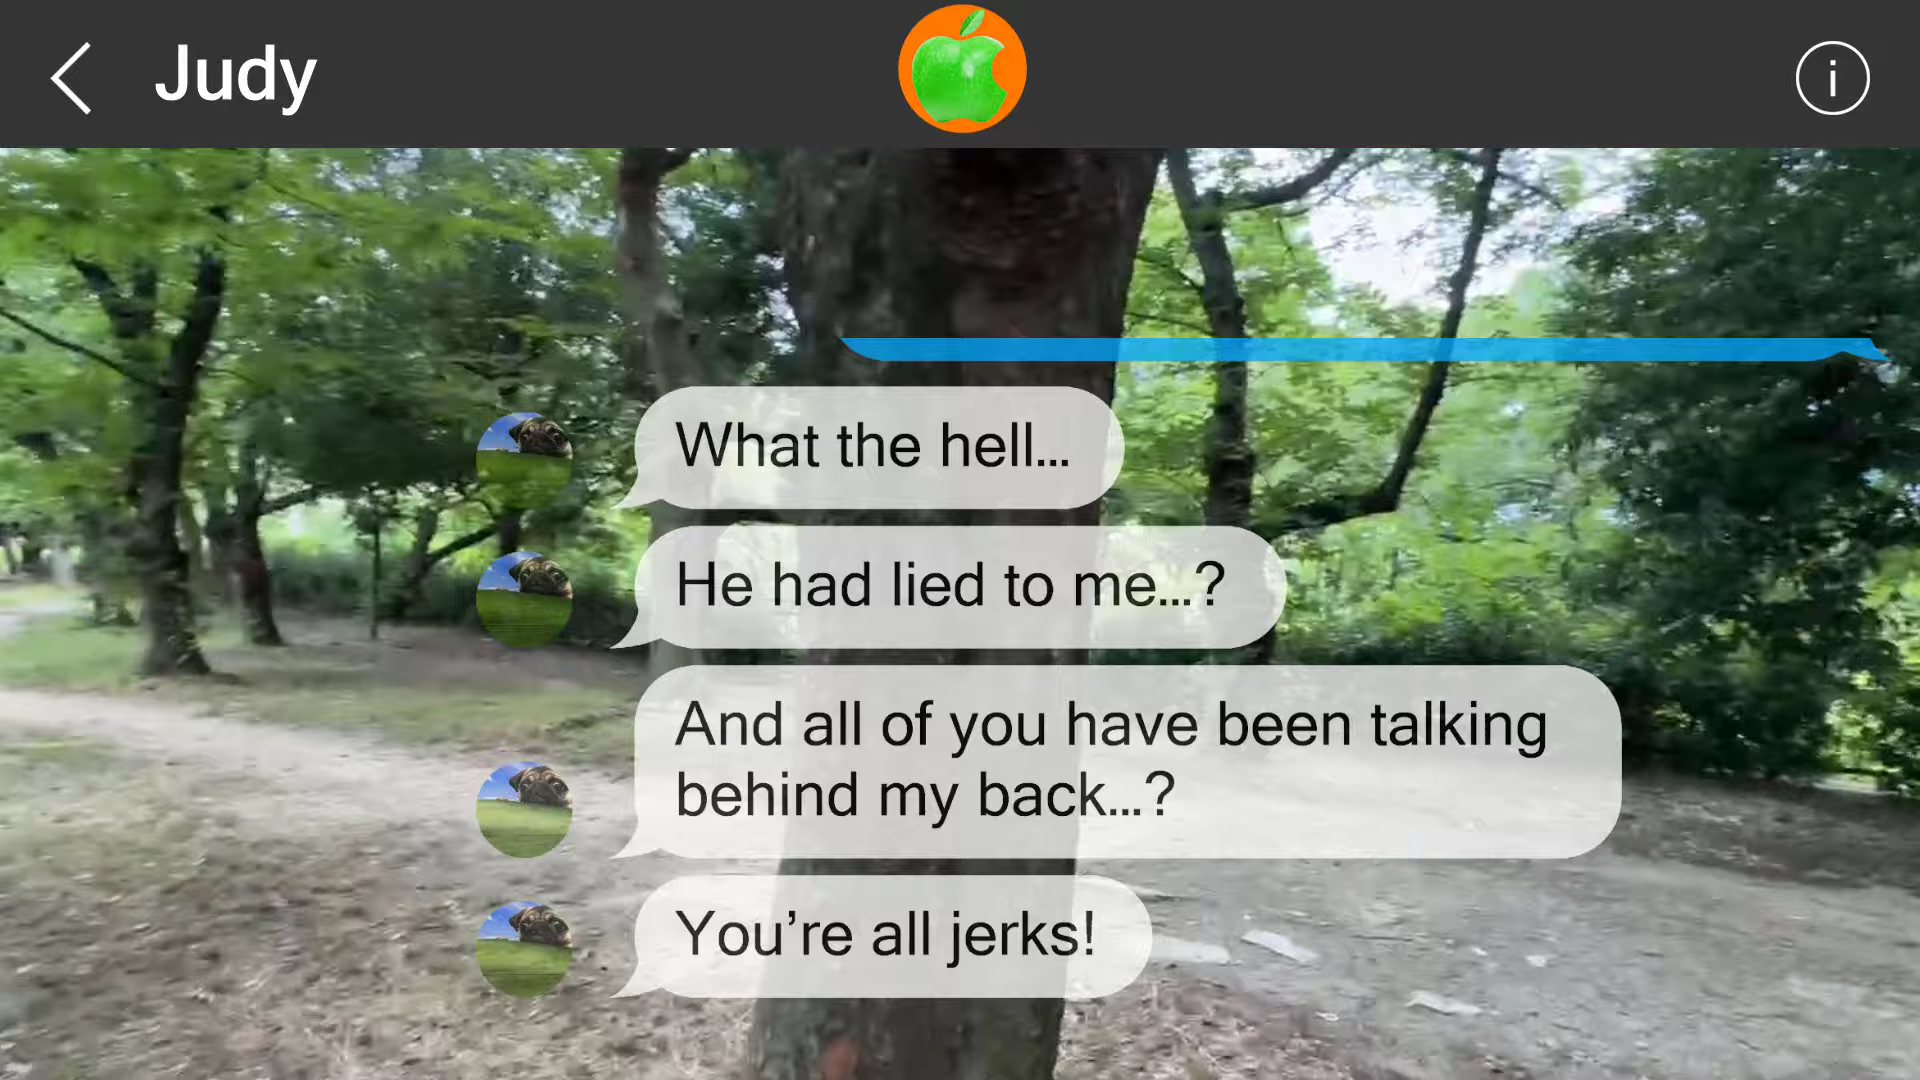 Judy
What the hell...
He had lied to me...?
And all of you have been talking
behind my back...?
You’re all jerks!